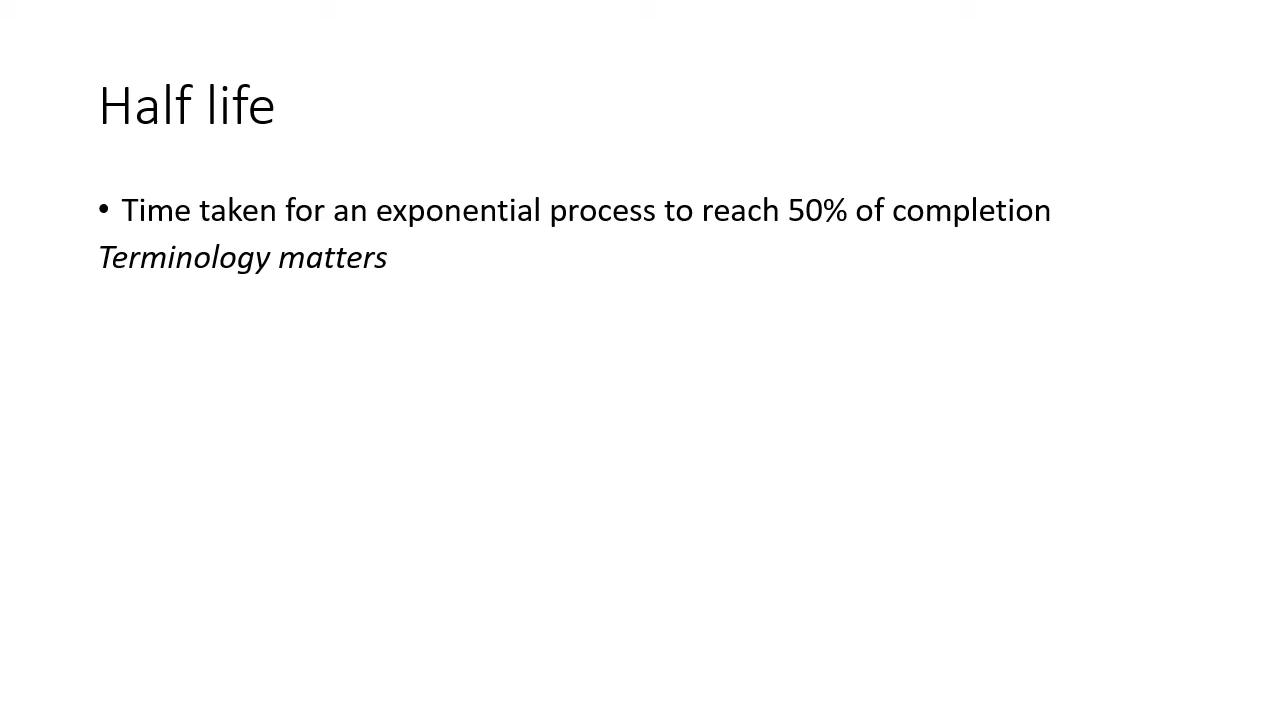 Half life
• Time taken for an exponential process to reach 50% of completion
Terminology matters